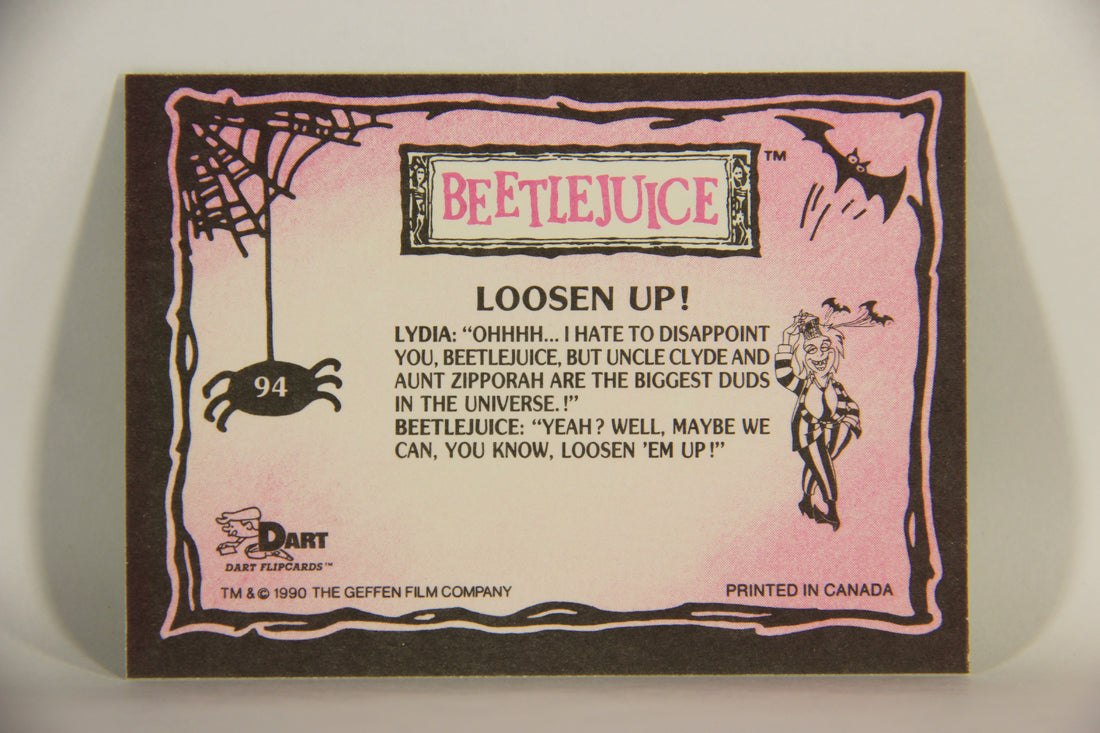 BEETLEJUICE™
LOOSEN UP!
LYDIA: “OHHHH... I HATE TO DISAPPOINT
YOU, BEETLEJUICE, BUT UNCLE CLYDE AND
AUNT ZIPPORAH ARE THE BIGGEST DUDS
IN THE UNIVERSE.!”
BEETLEJUICE: “YEAH? WELL, MAYBE WE
CAN, YOU KNOW, LOOSEN ’EM UP!”
94
DART
DART FLIPCARDS™
TM & © 1990 THE GEFFEN FILM COMPANY
PRINTED IN CANADA